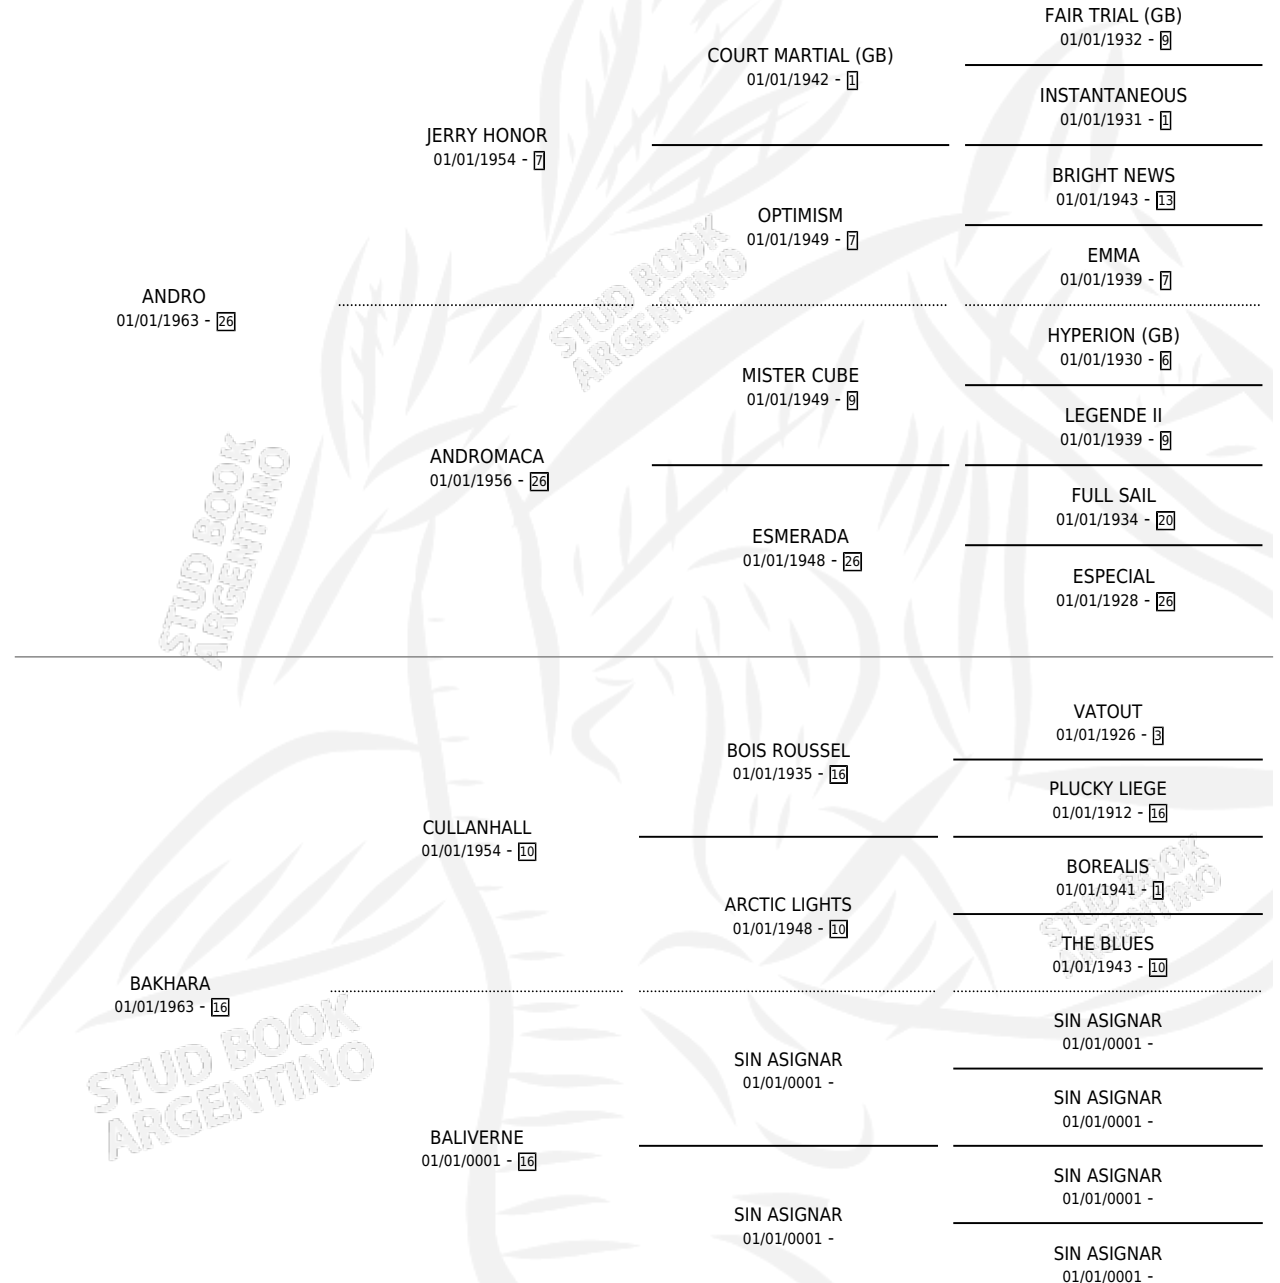 FAIR TRIAL (GB)
01/01/1932 - 9
COURT MARTIAL (GB)
01/01/1942 - 1
INSTANTANEOUS
01/01/1931 - 1
JERRY HONOR
01/01/1954 - 7
BRIGHT NEWS
01/01/1943 - 13
OPTIMISM
01/01/1949 - 7
EMMA
01/01/1939 - 7
ANDRO
01/01/1963 - 26
HYPERION (GB)
01/01/1930 - 6
MISTER CUBE
01/01/1949 - 9
LEGENDE II
01/01/1939 - 9
ANDROMACA
01/01/1956 - 26
FULL SAIL
01/01/1934 - 20
ESMERADA
01/01/1948 - 26
ESPECIAL
01/01/1928 - 26
VATOUT
01/01/1926 - 3
BOIS ROUSSEL
01/01/1935 - 16
PLUCKY LIEGE
01/01/1912 - 16
CULLANHALL
01/01/1954 - 10
BOREALIS
01/01/1941 - 1
ARCTIC LIGHTS
01/01/1948 - 10
THE BLUES
01/01/1943 - 10
BAKHARA
01/01/1963 - 16
SIN ASIGNAR
01/01/0001 -
SIN ASIGNAR
01/01/0001 -
SIN ASIGNAR
01/01/0001 -
BALIVERNE
01/01/0001 - 16
SIN ASIGNAR
01/01/0001 -
SIN ASIGNAR
01/01/0001 -
SIN ASIGNAR
01/01/0001 -
STUD BOOK
ARGENTINO
STUD BOOK
ARGENTINO
STUD BOOK
ARGENTINO
STUD BOOK
ARGENTINO